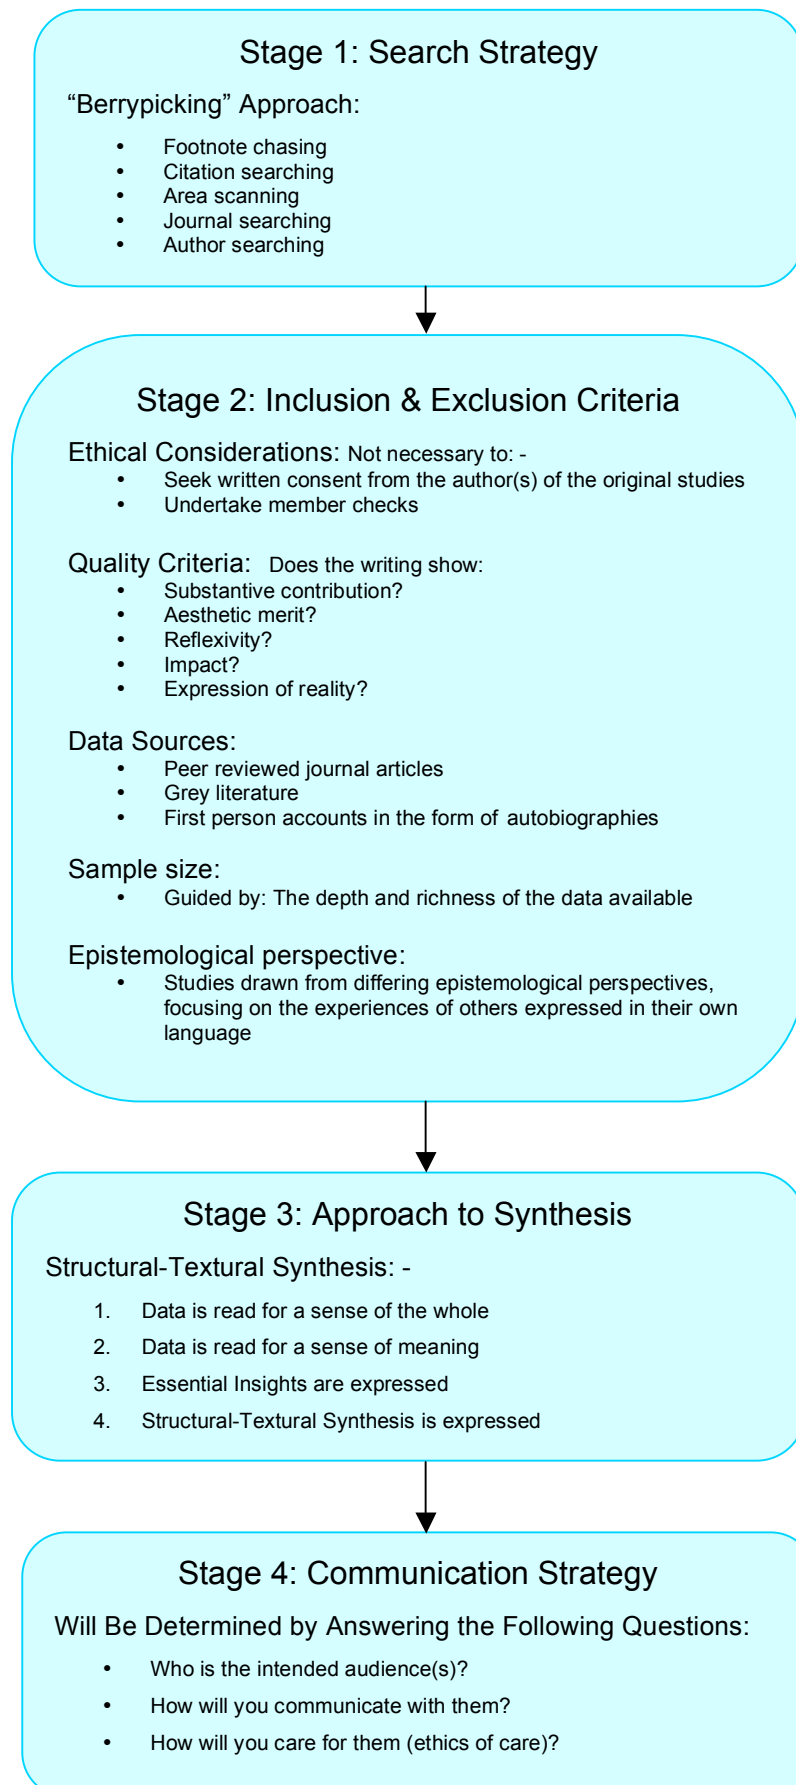 Stage 1: Search Strategy
“Berrypicking” Approach:
• Footnote chasing
• Citation searching
• Area scanning
• Journal searching
• Author searching
Stage 2: Inclusion & Exclusion Criteria
Ethical Considerations: Not necessary to: -
• Seek written consent from the author(s) of the original studies
• Undertake member checks
Quality Criteria: Does the writing show:
• Substantive contribution?
• Aesthetic merit?
• Reflexivity?
• Impact?
• Expression of reality?
Data Sources:
• Peer reviewed journal articles
• Grey literature
• First person accounts in the form of autobiographies
Sample size:
• Guided by: The depth and richness of the data available
Epistemological perspective:
• Studies drawn from differing epistemological perspectives,
focusing on the experiences of others expressed in their own
language
Stage 3: Approach to Synthesis
Structural-Textural Synthesis: -
1. Data is read for a sense of the whole
2. Data is read for a sense of meaning
3. Essential Insights are expressed
4. Structural-Textural Synthesis is expressed
Stage 4: Communication Strategy
Will Be Determined by Answering the Following Questions:
• Who is the intended audience(s)?
• How will you communicate with them?
• How will you care for them (ethics of care)?